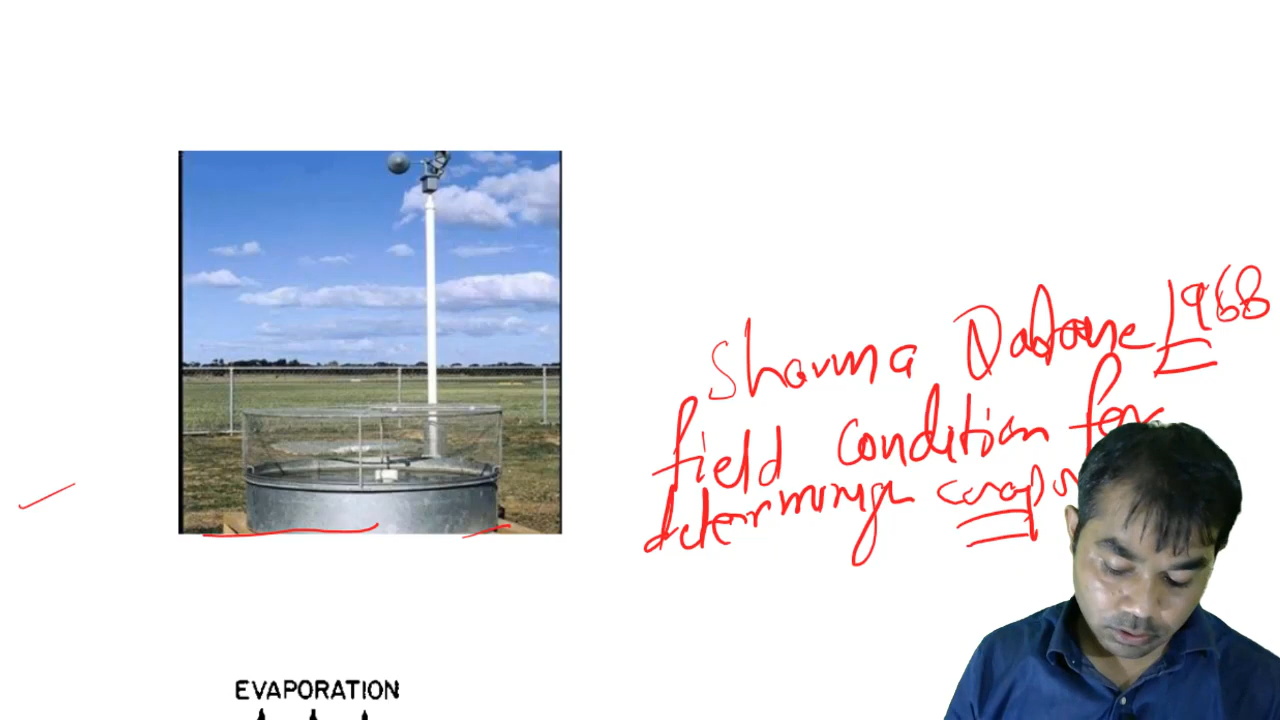 Sharma Dastane 1968
field condition for
determining evapo
EVAPORATION